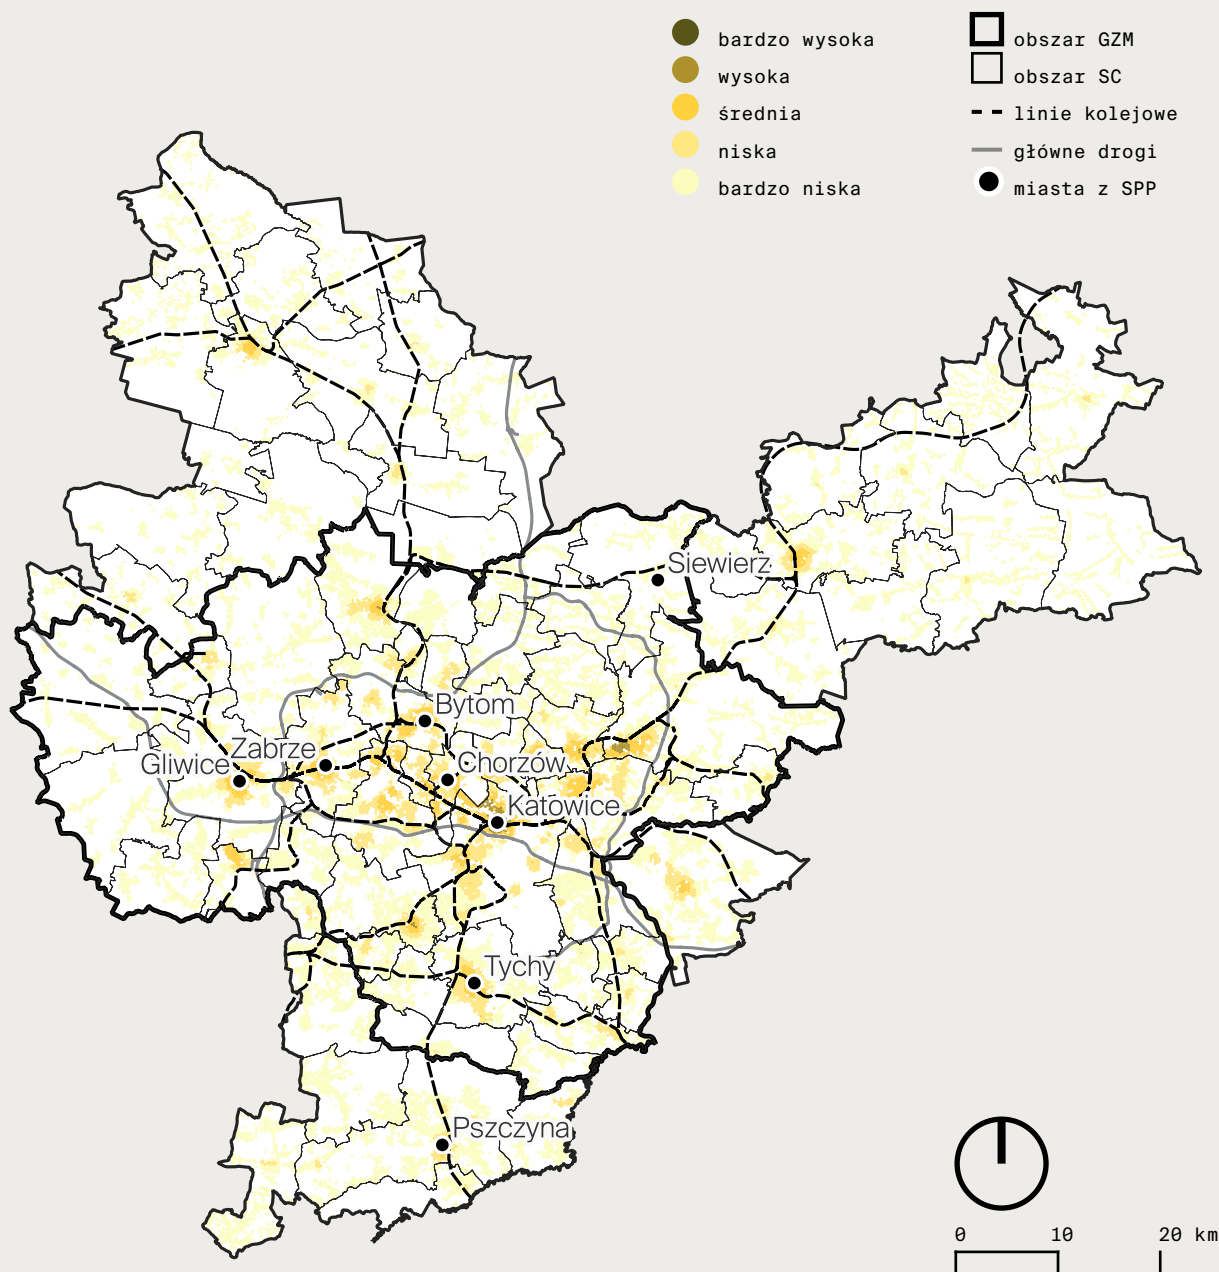 bardzo wysoka
wysoka
średnia
niska
bardzo niska
obszar GZM
obszar SC
linie kolejowe
główne drogi
miasta z SPP
Siewierz
Bytom
Zabrze
Gliwice
Chorzów
Katowice
Tychy
Pszczyna
0 10 20 km